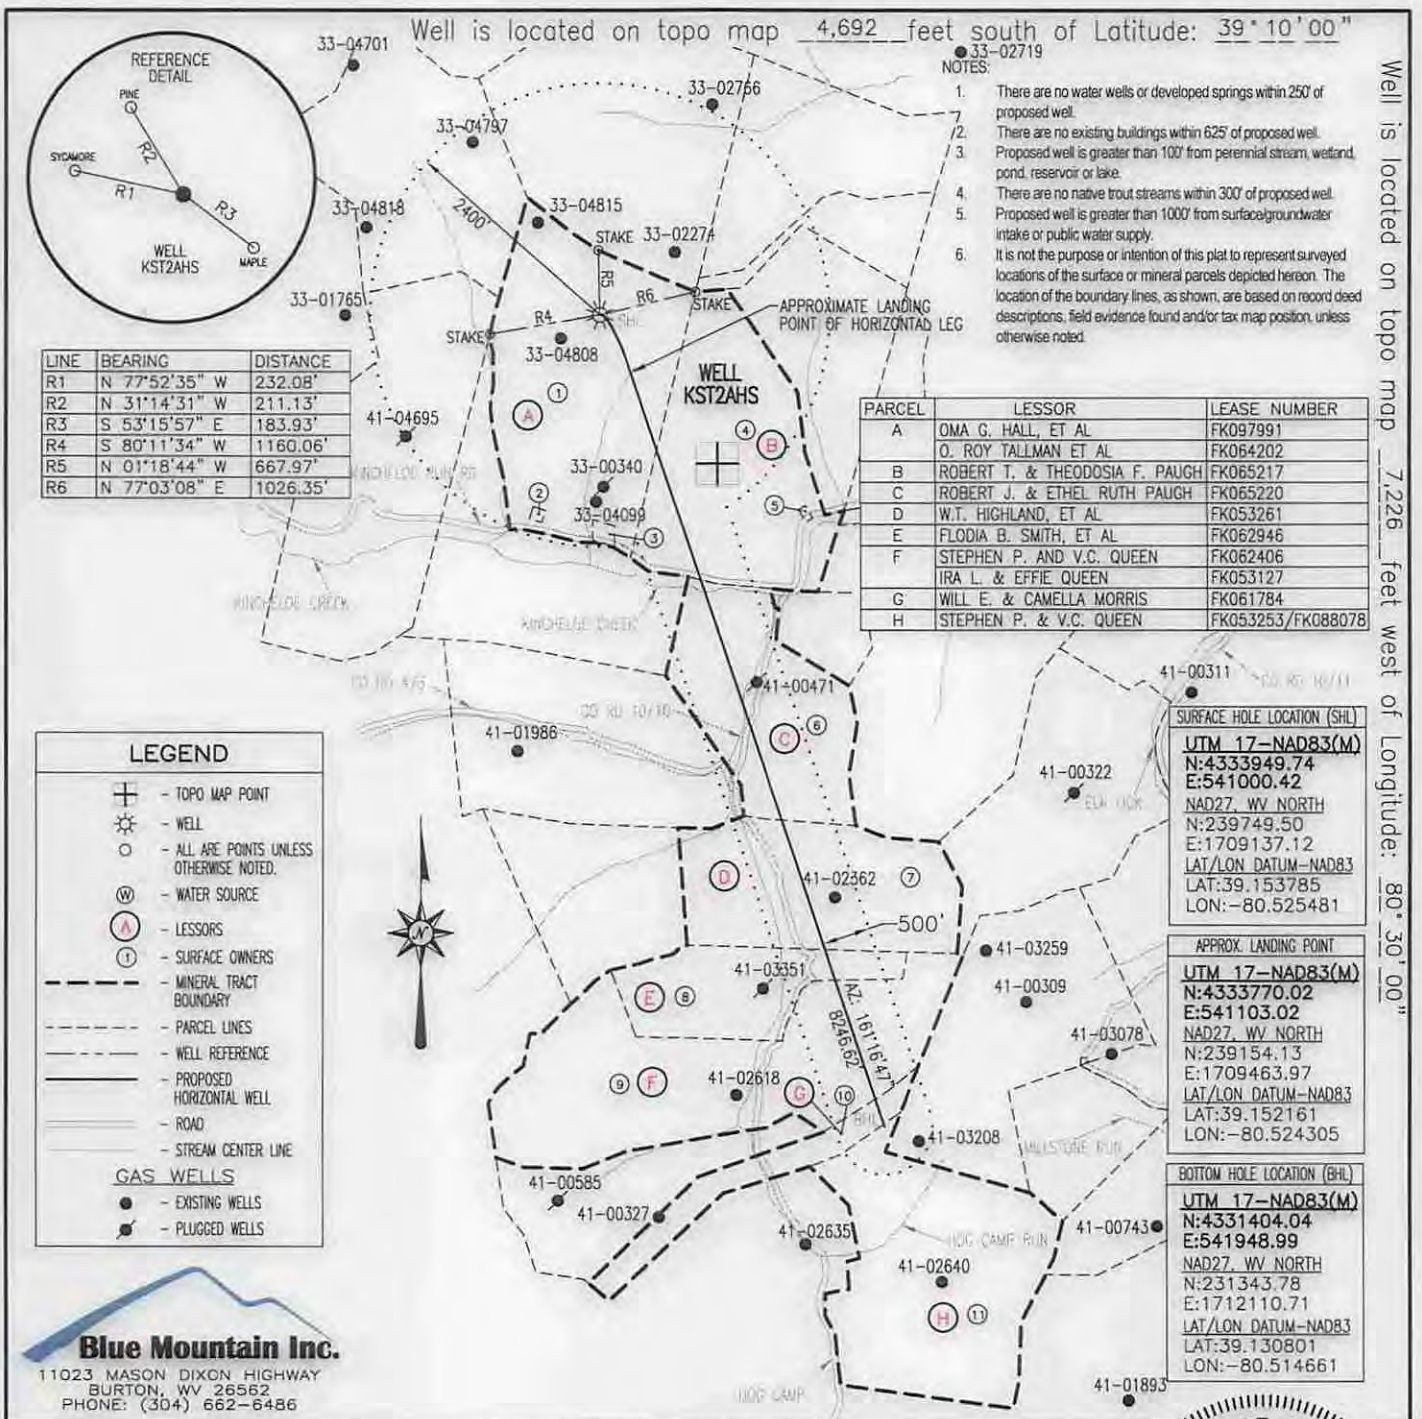 Well is located on topo map 4,692 feet south of Latitude: 39°10'00"
Well is located on topo map 7,226 feet west of Longitude: 80°30'00"
REFERENCE
DETAIL
PINE
SYCAMORE
R2
R1
R3
WELL
KST2AHS
MAPLE
33-04701
33-02719
33-02766
33-04797
33-04818
33-04815
33-02274
33-01765
33-04808
2400'
STAKE
R5
R6
R4
STAKE
STAKE
SHL
APPROXIMATE LANDING
POINT OF HORIZONTAL LEG
NOTES:
1. There are no water wells or developed springs within 250' of
proposed well.
2. There are no existing buildings within 625' of proposed well.
3. Proposed well is greater than 100' from perennial stream, wetland,
pond, reservoir or lake.
4. There are no native trout streams within 300' of proposed well.
5. Proposed well is greater than 1000' from surface/groundwater
intake or public water supply.
6. It is not the purpose or intention of this plat to represent surveyed
locations of the surface or mineral parcels depicted hereon. The
location of the boundary lines, as shown, are based on record deed
descriptions, field evidence found and/or tax map position, unless
otherwise noted.
LINE BEARING DISTANCE
R1 N 77°52'35" W 232.08'
R2 N 31°14'31" W 211.13'
R3 S 53°15'57" E 183.93'
R4 S 80°11'34" W 1160.06'
R5 N 01°18'44" W 667.97'
R6 N 77°03'08" E 1026.35'
WELL
KST2AHS
A 1
4 B
2
3
5
41-04695
33-00340
33-04099
KINCHELOE RUN RD
KINCHELOE CREEK
KINCHELOE CREEK
PARCEL LESSOR LEASE NUMBER
A OMA G. HALL, ET AL FK097991
O. ROY TALLMAN ET AL FK064202
B ROBERT T. & THEODOSIA F. PAUGH FK065217
C ROBERT J. & ETHEL RUTH PAUGH FK065220
D W.T. HIGHLAND, ET AL FK053261
E FLODIA B. SMITH, ET AL FK062946
F STEPHEN P. AND V.C. QUEEN FK062406
IRA L. & EFFIE QUEEN FK053127
G WILL E. & CAMELLA MORRIS FK061784
H STEPHEN P. & V.C. QUEEN FK053253/FK088078
41-00311
CO RD 10/11
41-00471
CO RD 10/10
C 6
41-01986
41-00322
ELK LICK
D
41-02362 7
500'
41-03259
41-03351
E 8
41-00309
AZ: 161°16'47"
8246.62'
41-03078
9 F
41-02618
G 10
BHL
41-03208
MILLSTONE RUN
41-00585
41-00327
41-02635
HOG CAMP RUN
41-00743
41-02640
H 11
HOG CAMP
41-01893
LEGEND
- TOPO MAP POINT
- WELL
- ALL ARE POINTS UNLESS
OTHERWISE NOTED.
W - WATER SOURCE
A - LESSORS
1 - SURFACE OWNERS
- MINERAL TRACT
BOUNDARY
- PARCEL LINES
- WELL REFERENCE
- PROPOSED
HORIZONTAL WELL
- ROAD
- STREAM CENTER LINE
GAS WELLS
- EXISTING WELLS
- PLUGGED WELLS
N
SURFACE HOLE LOCATION (SHL)
UTM 17-NAD83(M)
N:4333949.74
E:541000.42
NAD27, WV NORTH
N:239749.50
E:1709137.12
LAT/LON DATUM-NAD83
LAT:39.153785
LON:-80.525481
APPROX. LANDING POINT
UTM 17-NAD83(M)
N:4333770.02
E:541103.02
NAD27, WV NORTH
N:239154.13
E:1709463.97
LAT/LON DATUM-NAD83
LAT:39.152161
LON:-80.524305
BOTTOM HOLE LOCATION (BHL)
UTM 17-NAD83(M)
N:4331404.04
E:541948.99
NAD27, WV NORTH
N:231343.78
E:1712110.71
LAT/LON DATUM-NAD83
LAT:39.130801
LON:-80.514661
Blue Mountain Inc.
11023 MASON DIXON HIGHWAY
BURTON, WV 26562
PHONE: (304) 662-6486